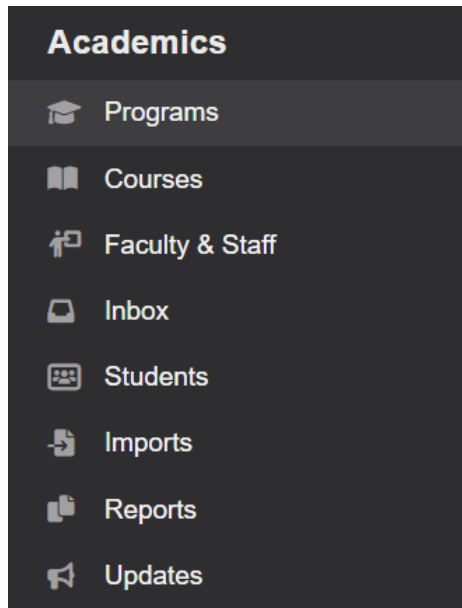 Academics
Programs
Courses
Faculty & Staff
Inbox
Students
Imports
Reports
Updates